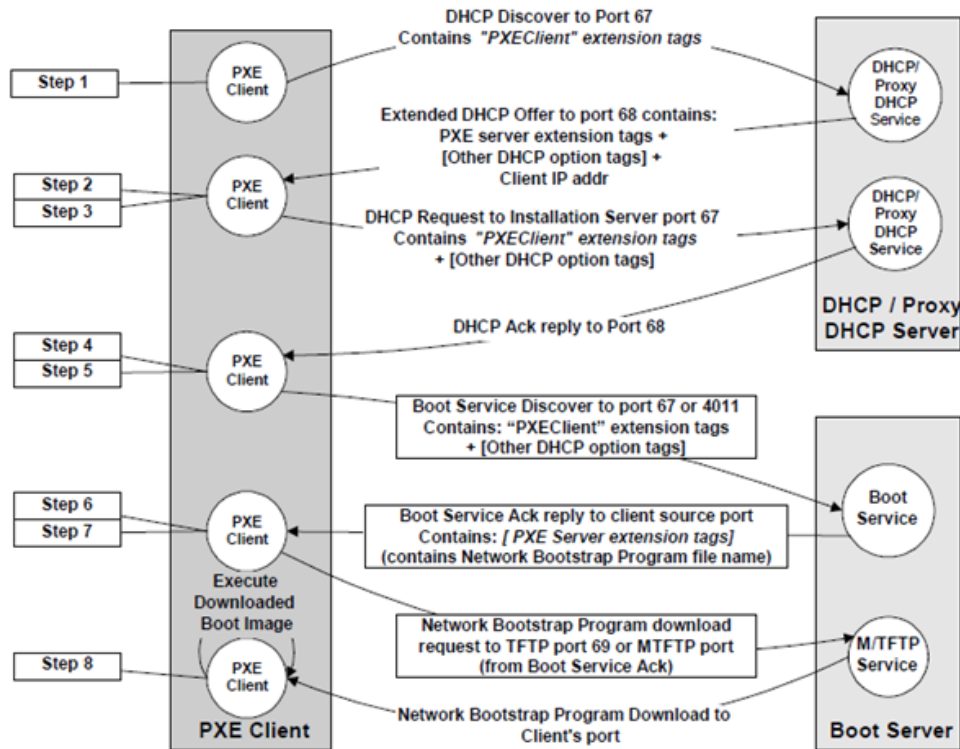 DHCP Discover to Port 67
Contains "PXEClient" extension tags
Step 1
PXE
Client
DHCP/
Proxy
DHCP
Service
Extended DHCP Offer to port 68 contains:
PXE server extension tags +
[Other DHCP option tags] +
Client IP addr
Step 2
Step 3
PXE
Client
DHCP Request to Installation Server port 67
Contains "PXEClient" extension tags
+ [Other DHCP option tags]
DHCP/
Proxy
DHCP
Service
DHCP / Proxy
DHCP Server
DHCP Ack reply to Port 68
Step 4
Step 5
PXE
Client
Boot Service Discover to port 67 or 4011
Contains: “PXEClient” extension tags
+ [Other DHCP option tags]
Step 6
Step 7
PXE
Client
Boot Service Ack reply to client source port
Contains: [ PXE Server extension tags]
(contains Network Bootstrap Program file name)
Boot
Service
Execute
Downloaded
Boot Image
Network Bootstrap Program download
request to TFTP port 69 or MTFTP port
(from Boot Service Ack)
M/TFTP
Service
Step 8
PXE
Client
Network Bootstrap Program Download to
Client's port
PXE Client
Boot Server